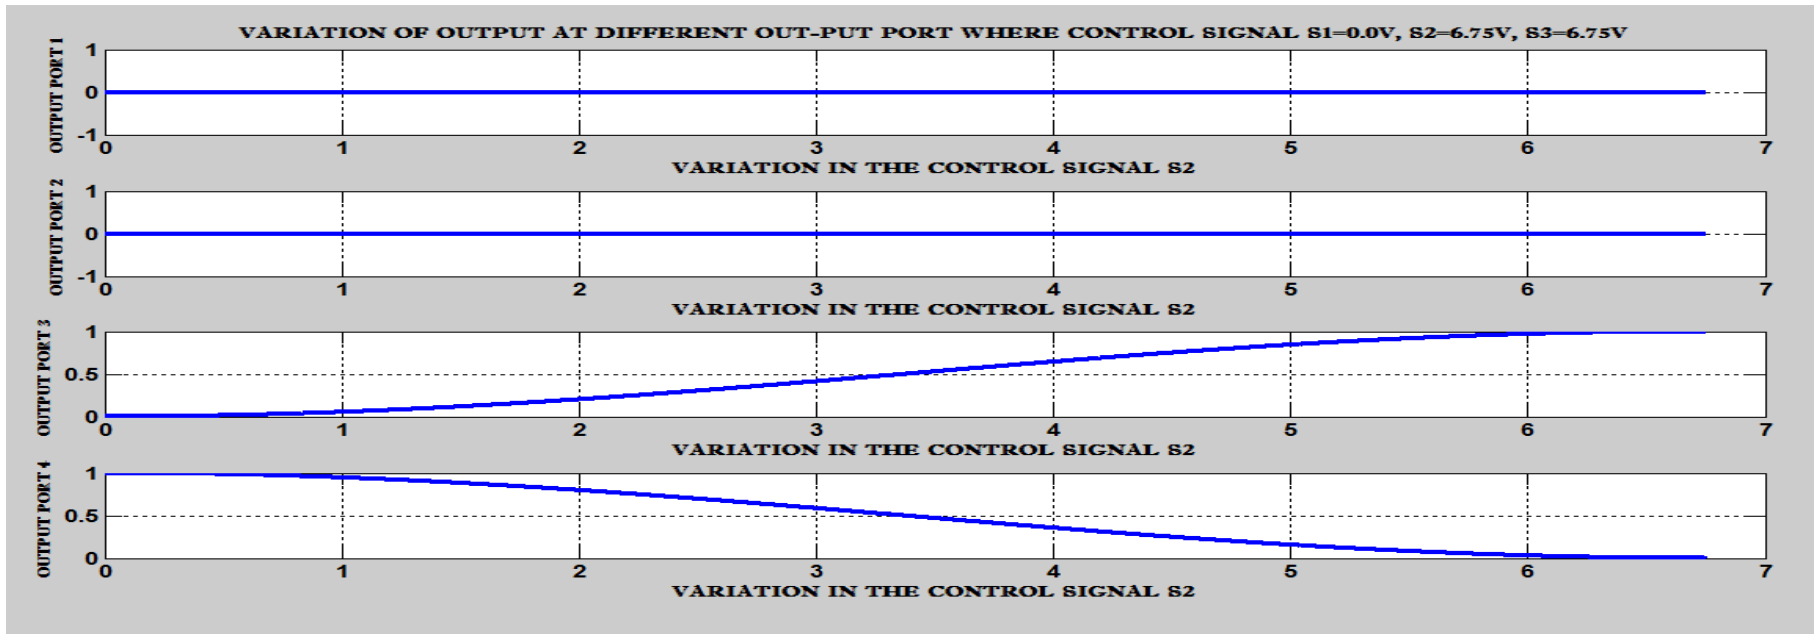 VARIATION OF OUTPUT AT DIFFERENT OUT-PUT PORT WHERE CONTROL SIGNAL S1=0.0V, S2=6.75V, S3=6.75V
OUTPUT PORT 1
1
0
-1
0 1 2 3 4 5 6 7
VARIATION IN THE CONTROL SIGNAL S2
OUTPUT PORT 2
1
0
-1
0 1 2 3 4 5 6 7
VARIATION IN THE CONTROL SIGNAL S2
OUTPUT PORT 3
1
0.5
0
0 1 2 3 4 5 6 7
VARIATION IN THE CONTROL SIGNAL S2
OUTPUT PORT 4
1
0.5
0
0 1 2 3 4 5 6 7
VARIATION IN THE CONTROL SIGNAL S2